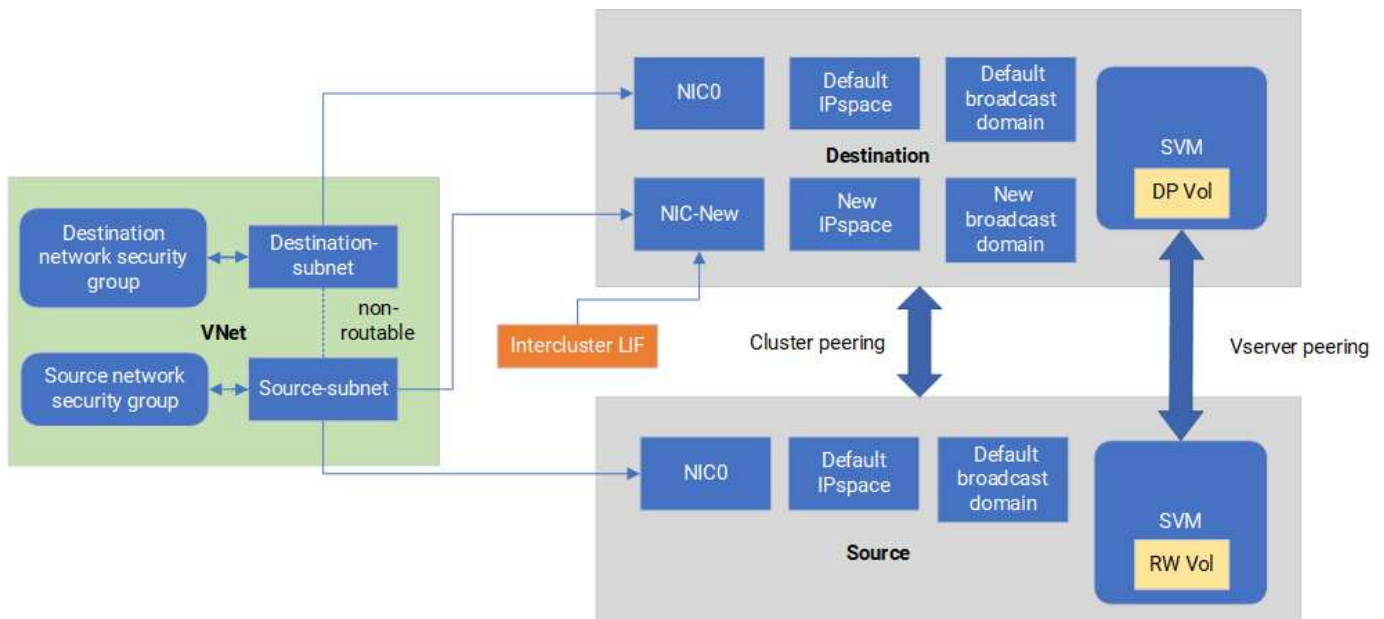 NIC0
Default
IPspace
Default
broadcast
domain
SVM
DP Vol
Destination
NIC-New
New
IPspace
New
broadcast
domain
Destination
network security
group
Destination-
subnet
VNet
non-
routable
Source network
security group
Source-subnet
Intercluster LIF
Cluster peering
Vserver peering
NIC0
Default
IPspace
Default
broadcast
domain
SVM
RW Vol
Source